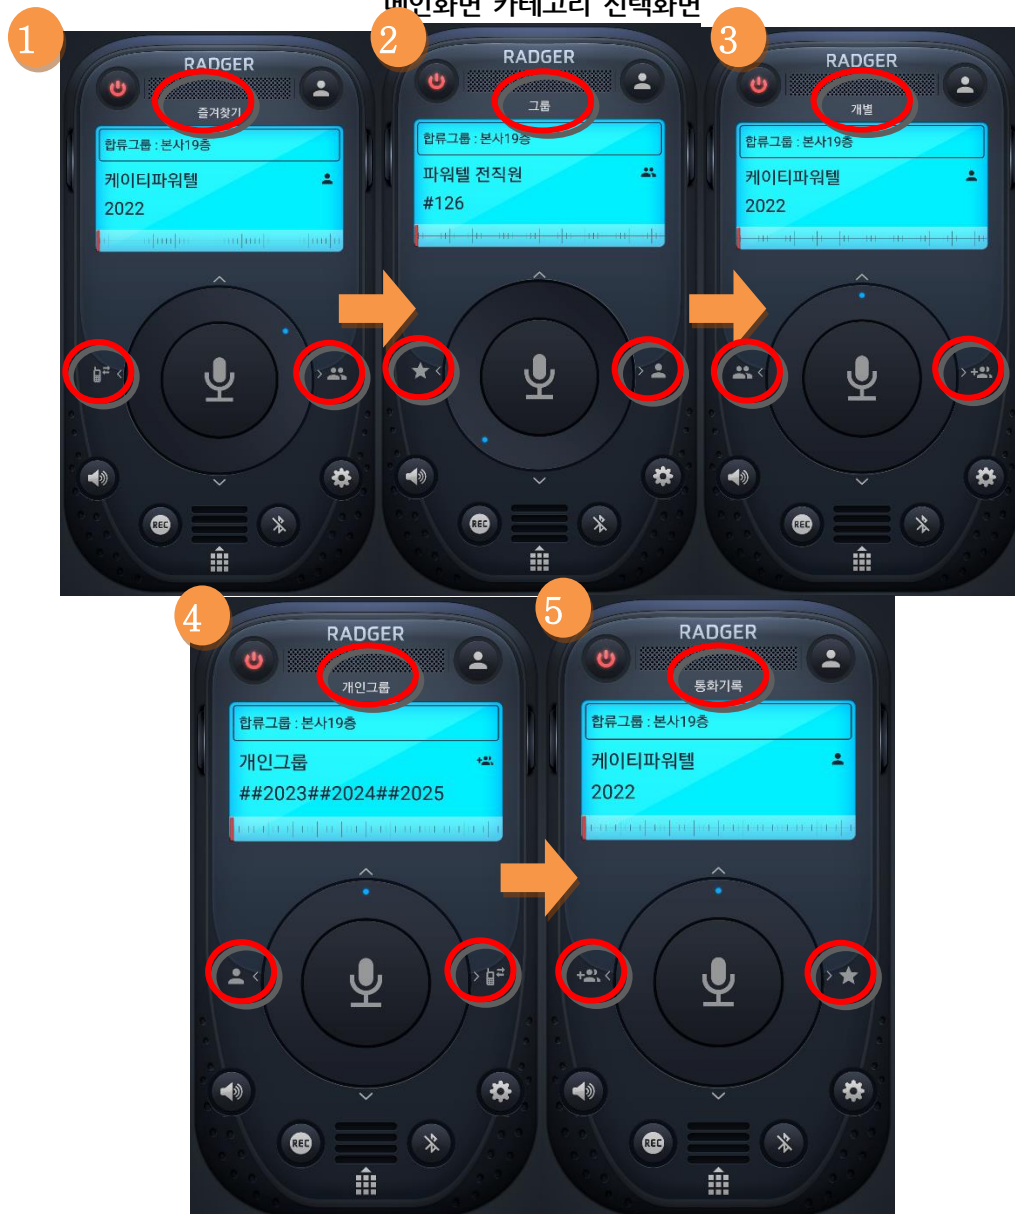 메인화면 카테고리 선택화면
1
RADGER
즐겨찾기
합류그룹 : 본사19층
케이티파워텔
2022
REC
2
RADGER
그룹
합류그룹 : 본사19층
파워텔 전직원
#126
REC
3
RADGER
개별
합류그룹 : 본사19층
케이티파워텔
2022
REC
4
RADGER
개인그룹
합류그룹 : 본사19층
개인그룹
##2023##2024##2025
REC
5
RADGER
통화기록
합류그룹 : 본사19층
케이티파워텔
2022
REC